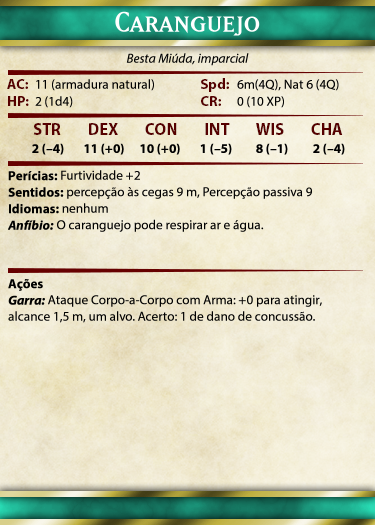 CARANGUEJO
Besta Miúda, imparcial
AC: 11 (armadura natural) Spd: 6m(4Q), Nat 6 (4Q)
HP: 2 (1d4) CR: 0 (10 XP)
STR DEX CON INT WIS CHA
2 (–4) 11 (+0) 10 (+0) 1 (–5) 8 (–1) 2 (–4)
Perícias: Furtividade +2
Sentidos: percepção às cegas 9 m, Percepção passiva 9
Idiomas: nenhum
Anfíbio: O caranguejo pode respirar ar e água.
Ações
Garra: Ataque Corpo-a-Corpo com Arma: +0 para atingir,
alcance 1,5 m, um alvo. Acerto: 1 de dano de concussão.